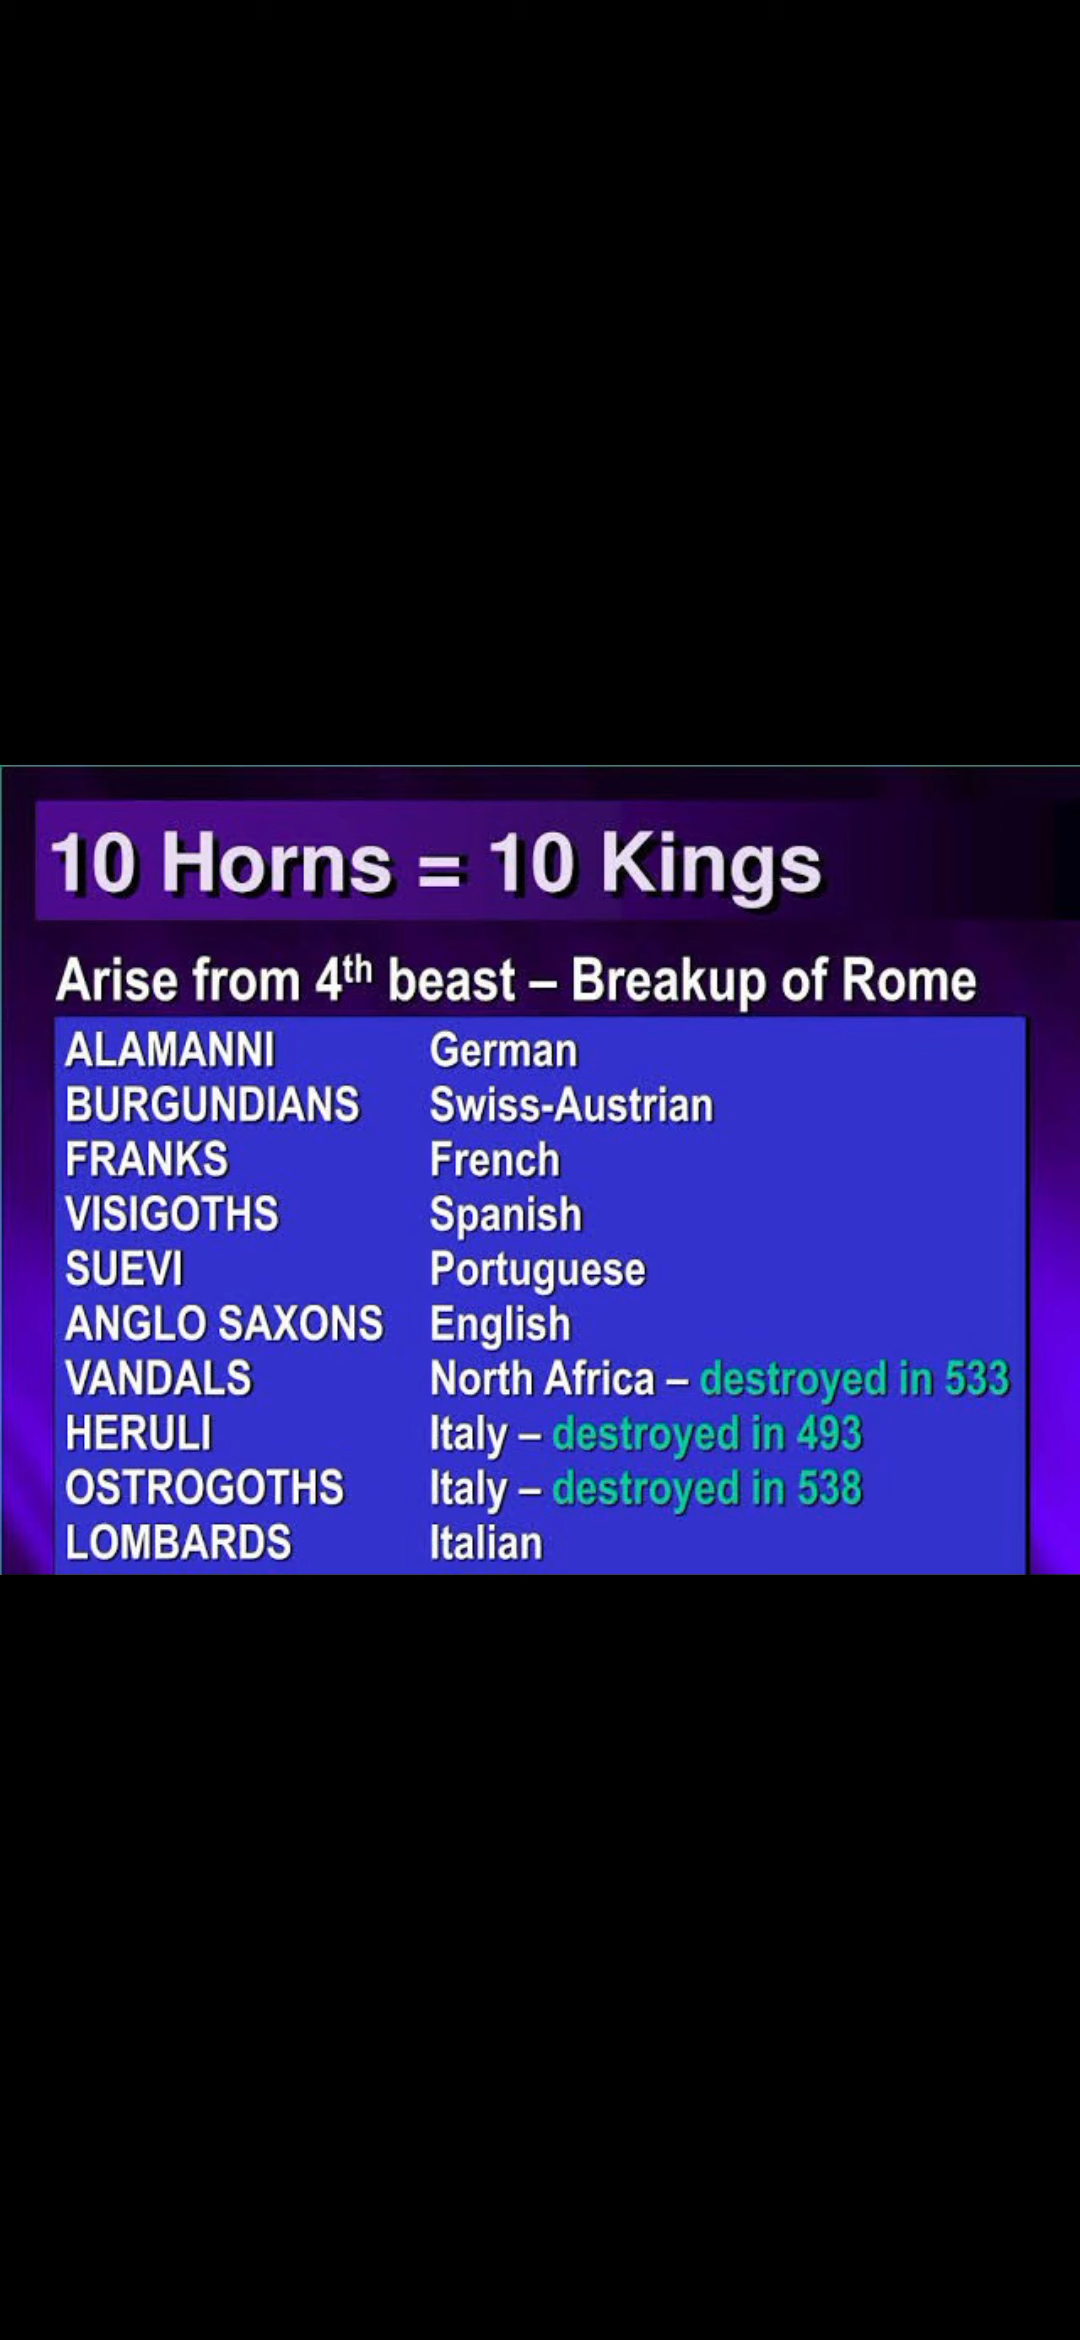 10 Horns = 10 Kings
Arise from 4th beast – Breakup of Rome
ALAMANNI German
BURGUNDIANS Swiss-Austrian
FRANKS French
VISIGOTHS Spanish
SUEVI Portuguese
ANGLO SAXONS English
VANDALS North Africa – destroyed in 533
HERULI Italy – destroyed in 493
OSTROGOTHS Italy – destroyed in 538
LOMBARDS Italian